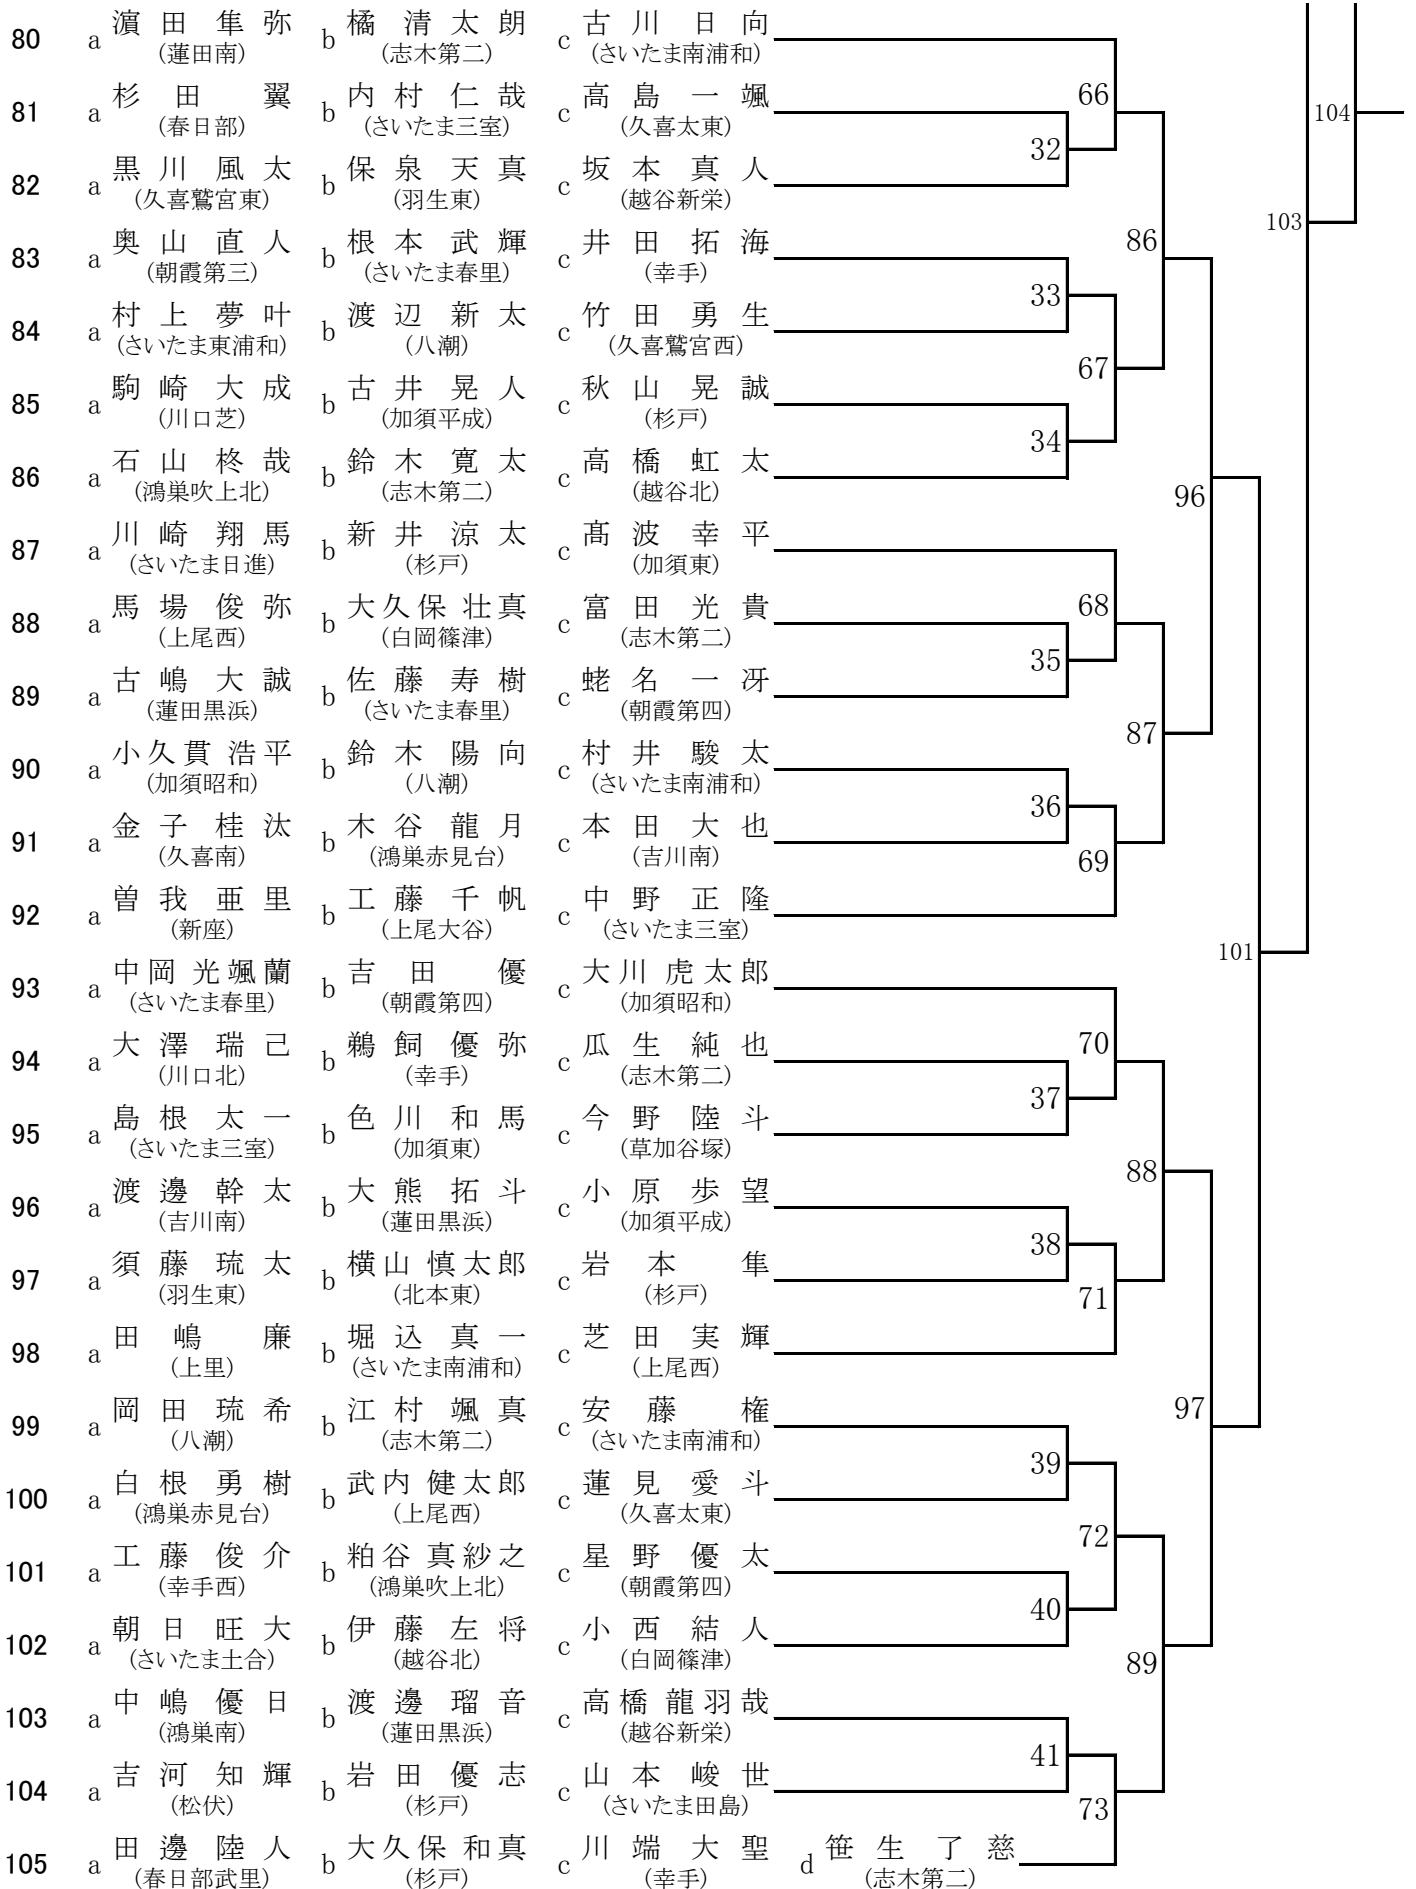 80 a 濵田隼弥 b 橘清太朗 c 古川日向
(蓮田南) (志木第二) (さいたま南浦和)
66
81 a 杉田翼 b 内村仁哉 c 高島一颯
(春日部) (さいたま三室) (久喜太東)
104
32
82 a 黒川風太 b 保泉天真 c 坂本真人
(久喜鷲宮東) (羽生東) (越谷新栄)
103
83 a 奥山直人 b 根本武輝 c 井田拓海
(朝霞第三) (さいたま春里) (幸手)
86
33
84 a 村上夢叶 b 渡辺新太 c 竹田勇生
(さいたま東浦和) (八潮) (久喜鷲宮西)
67
85 a 駒崎大成 b 古井晃人 c 秋山晃誠
(川口芝) (加須平成) (杉戸)
34
86 a 石山柊哉 b 鈴木寛太 c 高橋虹太
(鴻巣吹上北) (志木第二) (越谷北)
96
87 a 川崎翔馬 b 新井涼太 c 髙波幸平
(さいたま日進) (杉戸) (加須東)
68
88 a 馬場俊弥 b 大久保壮真 c 富田光貴
(上尾西) (白岡篠津) (志木第二)
35
89 a 古嶋大誠 b 佐藤寿樹 c 蛯名一冴
(蓮田黒浜) (さいたま春里) (朝霞第四)
87
90 a 小久貫浩平 b 鈴木陽向 c 村井駿太
(加須昭和) (八潮) (さいたま南浦和)
36
91 a 金子桂汰 b 木谷龍月 c 本田大也
(久喜南) (鴻巣赤見台) (吉川南)
69
92 a 曽我亜里 b 工藤千帆 c 中野正隆
(新座) (上尾大谷) (さいたま三室)
101
93 a 中岡光颯蘭 b 吉田優 c 大川虎太郎
(さいたま春里) (朝霞第四) (加須昭和)
70
94 a 大澤瑞己 b 鵜飼優弥 c 瓜生純也
(川口北) (幸手) (志木第二)
37
95 a 島根太一 b 色川和馬 c 今野陸斗
(さいたま三室) (加須東) (草加谷塚)
88
96 a 渡邊幹太 b 大熊拓斗 c 小原歩望
(吉川南) (蓮田黒浜) (加須平成)
38
97 a 須藤琉太 b 横山慎太郎 c 岩本隼
(羽生東) (北本東) (杉戸)
71
98 a 田嶋廉 b 堀込真一 c 芝田実輝
(上里) (さいたま南浦和) (上尾西)
97
99 a 岡田琉希 b 江村颯真 c 安藤権
(八潮) (志木第二) (さいたま南浦和)
39
100 a 白根勇樹 b 武内健太郎 c 蓮見愛斗
(鴻巣赤見台) (上尾西) (久喜太東)
72
101 a 工藤俊介 b 粕谷真紗之 c 星野優太
(幸手西) (鴻巣吹上北) (朝霞第四)
40
102 a 朝日旺大 b 伊藤左将 c 小西結人
(さいたま土合) (越谷北) (白岡篠津)
89
103 a 中嶋優日 b 渡邊瑠音 c 高橋龍羽哉
(鴻巣南) (蓮田黒浜) (越谷新栄)
41
104 a 吉河知輝 b 岩田優志 c 山本峻世
(松伏) (杉戸) (さいたま田島)
73
105 a 田邊陸人 b 大久保和真 c 川端大聖 d 笹生了慈
(春日部武里) (杉戸) (幸手) (志木第二)